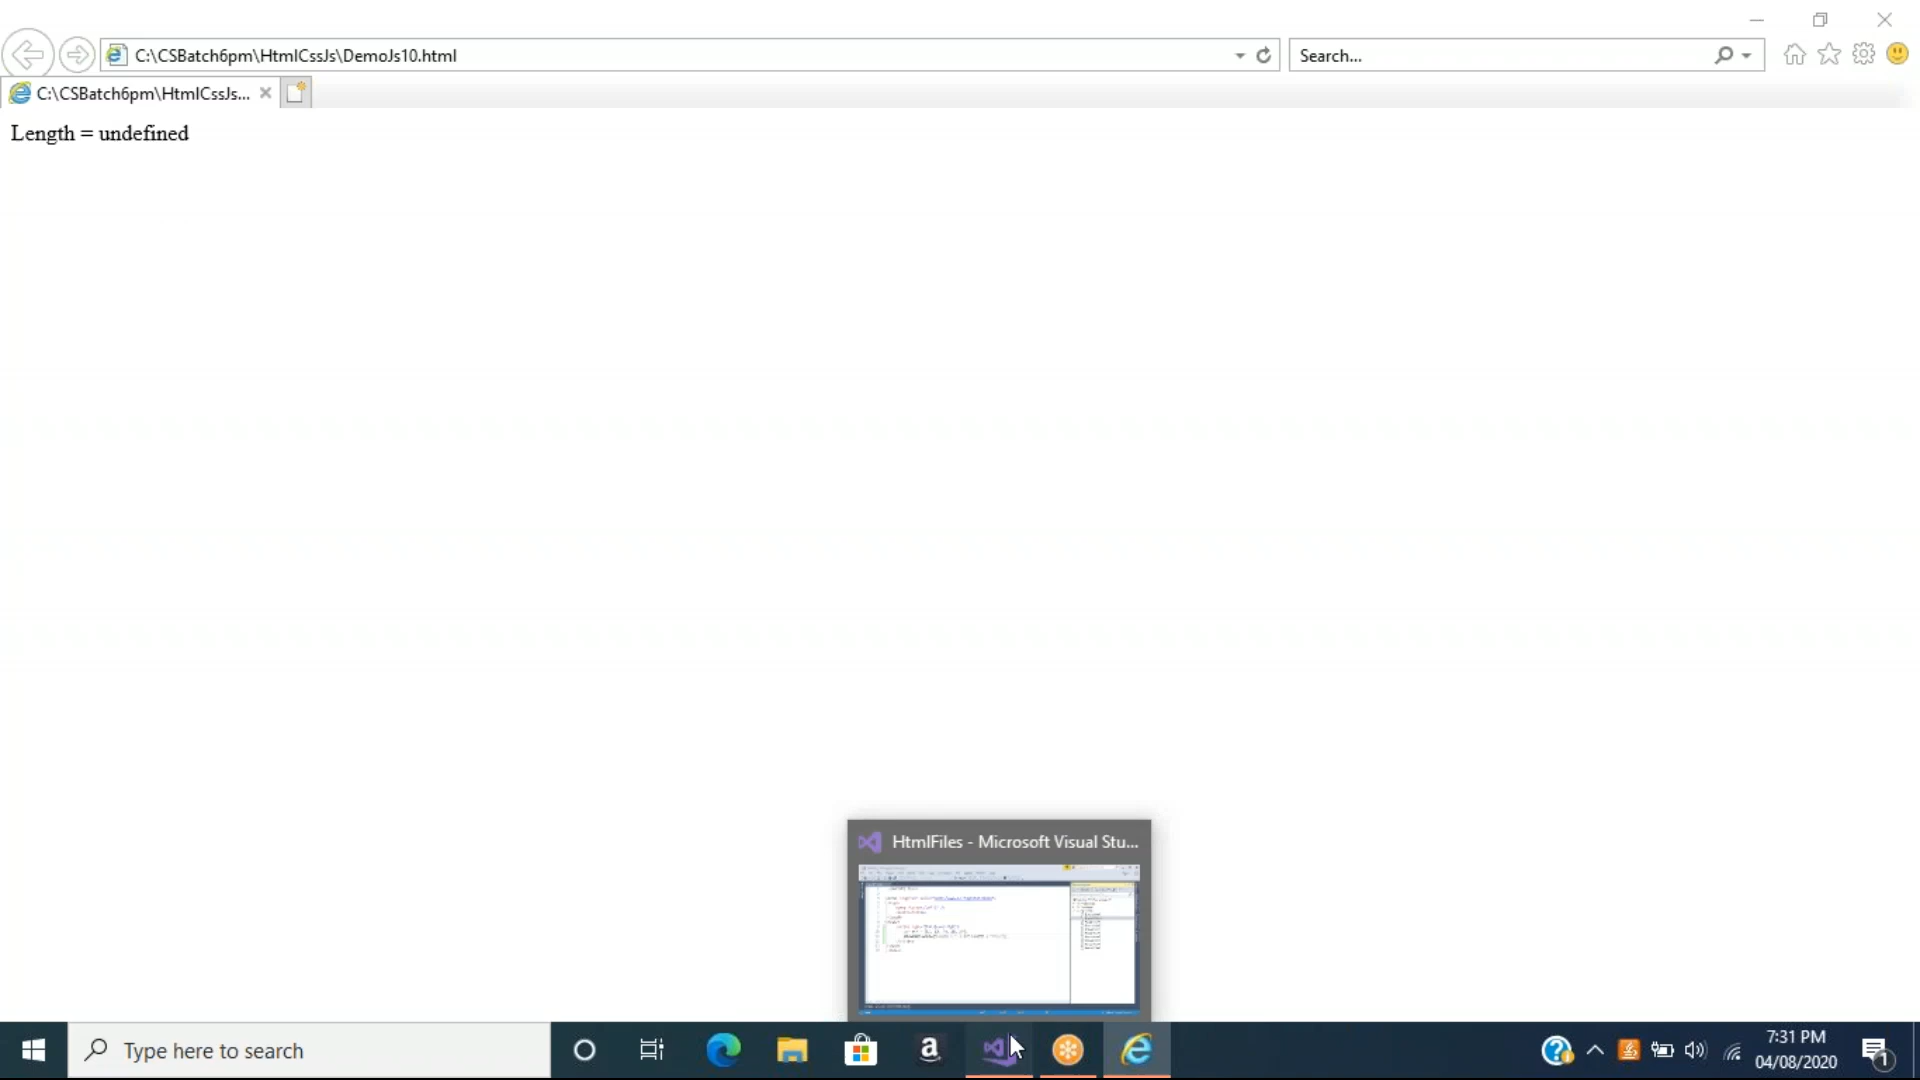 C:\CSBatch6pm\HtmlCssJs\DemoJs10.html
Search...
C:\CSBatch6pm\HtmlCssJs...
Length = undefined
HtmlFiles - Microsoft Visual Stu...
Type here to search
7:31 PM
04/08/2020
1